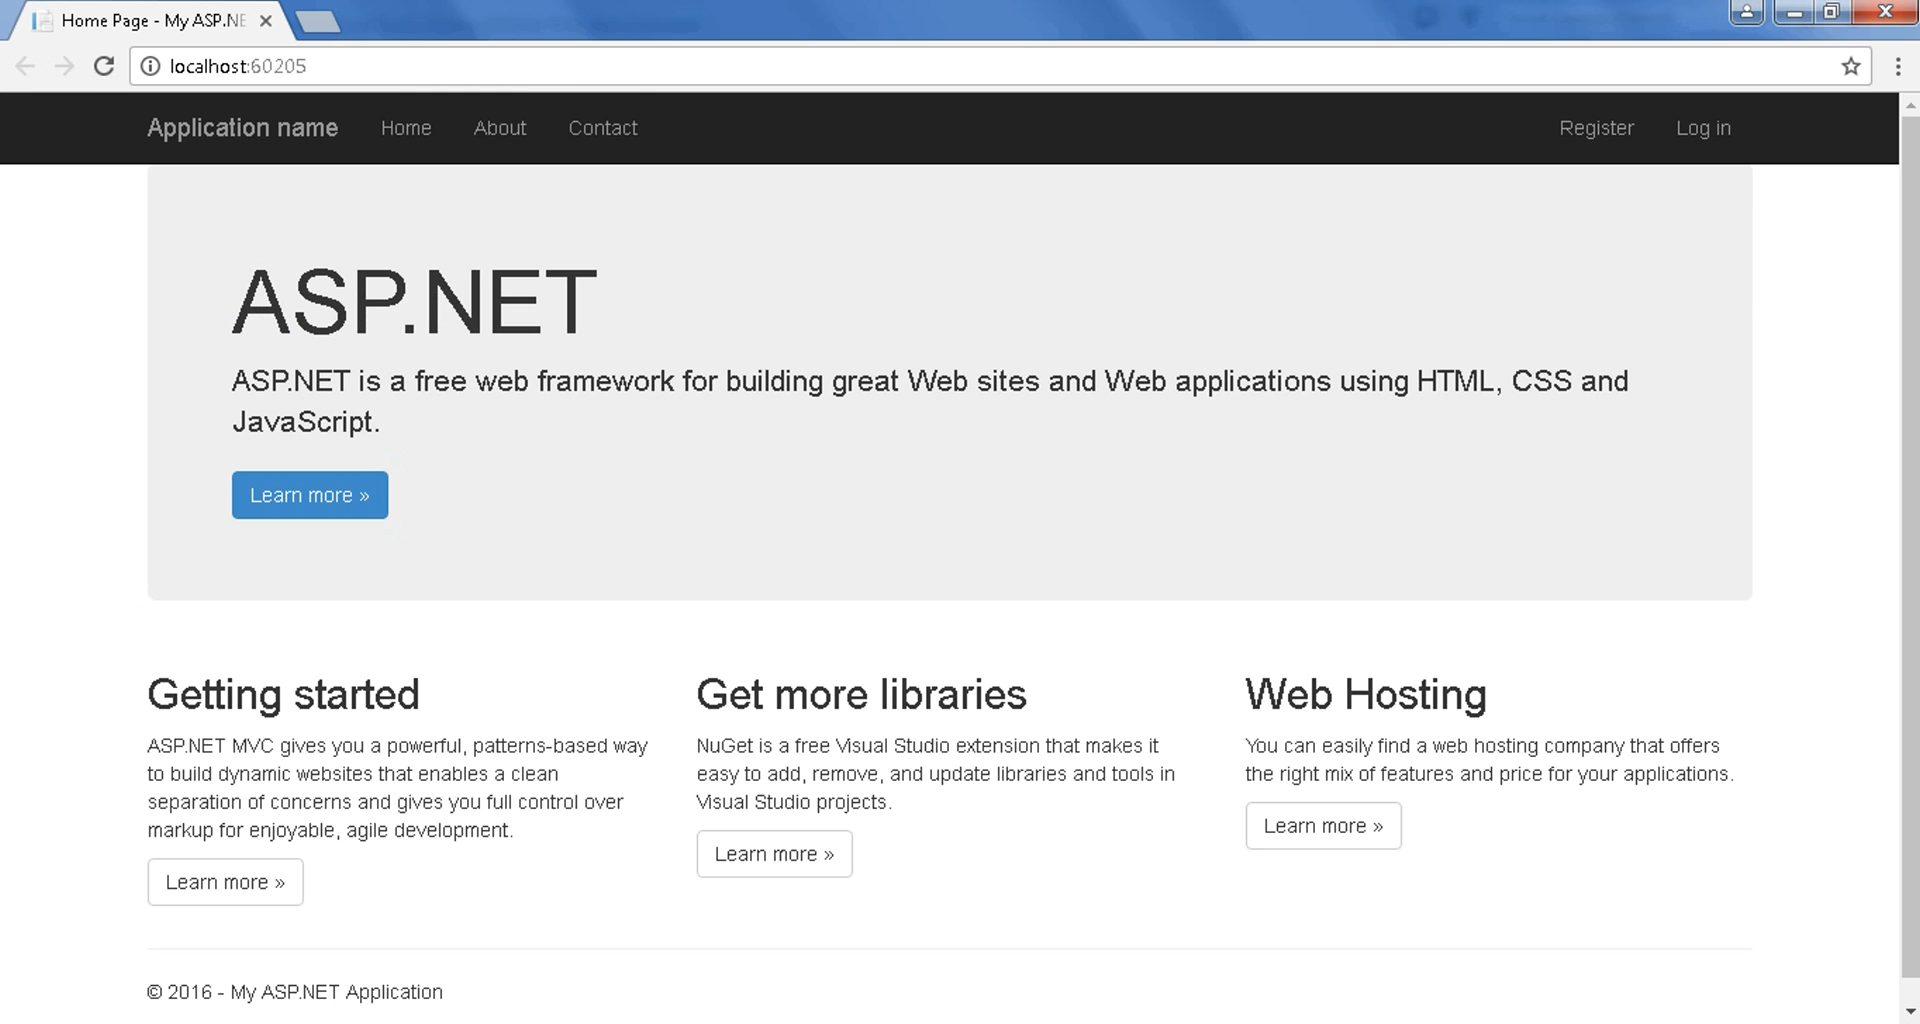 Home Page - My ASP.NE
localhost:60205
Application name Home About Contact Register Log in
ASP.NET
ASP.NET is a free web framework for building great Web sites and Web applications using HTML, CSS and
JavaScript.
Learn more »
Getting started
ASP.NET MVC gives you a powerful, patterns-based way
to build dynamic websites that enables a clean
separation of concerns and gives you full control over
markup for enjoyable, agile development.
Learn more »
Get more libraries
NuGet is a free Visual Studio extension that makes it
easy to add, remove, and update libraries and tools in
Visual Studio projects.
Learn more »
Web Hosting
You can easily find a web hosting company that offers
the right mix of features and price for your applications.
Learn more »
© 2016 - My ASP.NET Application